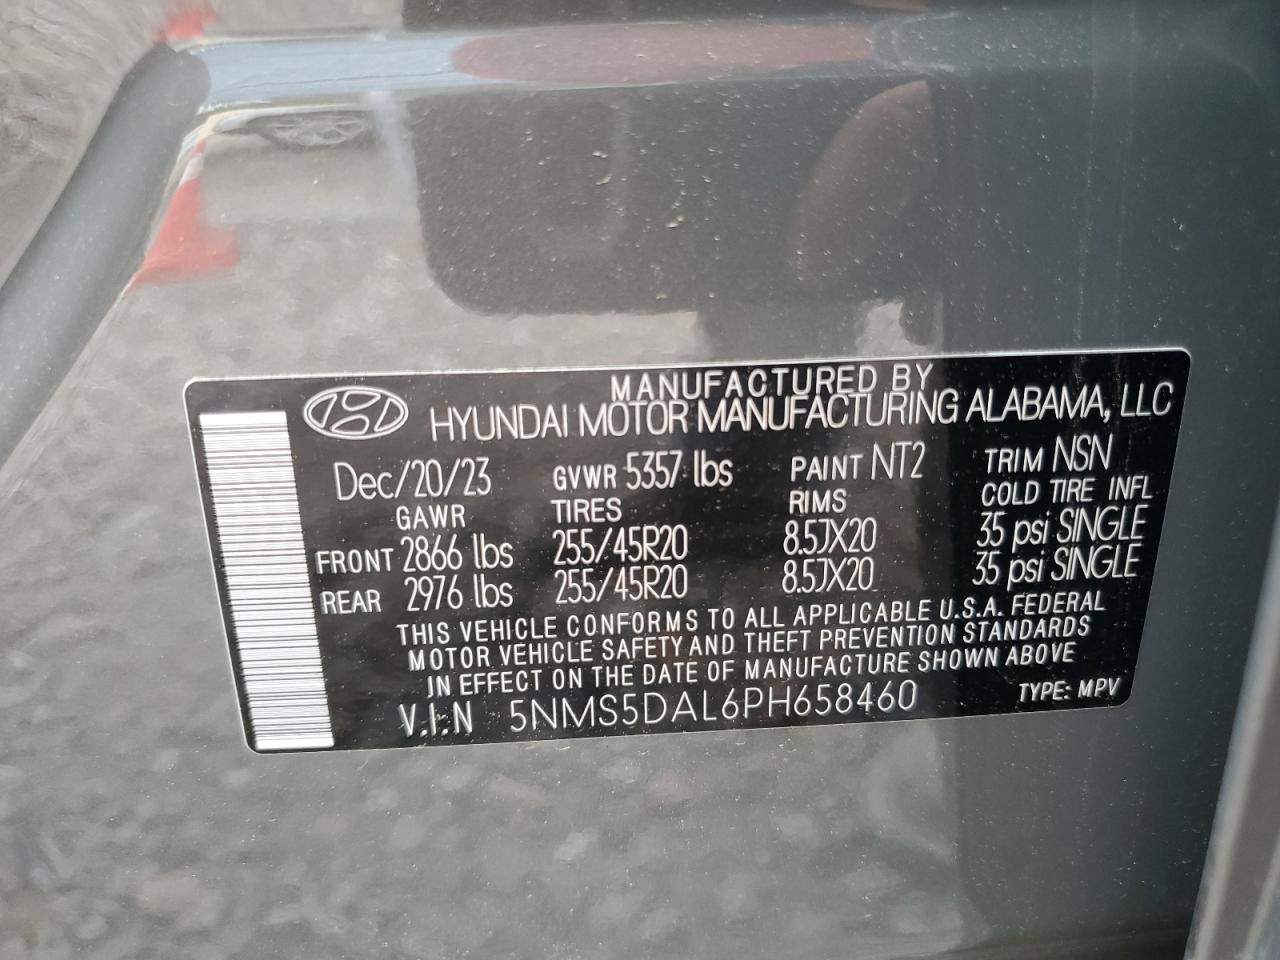 MANUFACTURED BY
HYUNDAI MOTOR MANUFACTURING ALABAMA, LLC
Dec/20/23 GVWR 5357 lbs PAINT NT2 TRIM NSN
GAWR TIRES RIMS COLD TIRE INFL
FRONT 2866 lbs 255/45R20 8.5JX20 35 psi SINGLE
REAR 2976 lbs 255/45R20 8.5JX20 35 psi SINGLE
THIS VEHICLE CONFORMS TO ALL APPLICABLE U.S.A. FEDERAL
MOTOR VEHICLE SAFETY AND THEFT PREVENTION STANDARDS
IN EFFECT ON THE DATE OF MANUFACTURE SHOWN ABOVE
V.I.N 5NMS5DAL6PH658460 TYPE: MPV